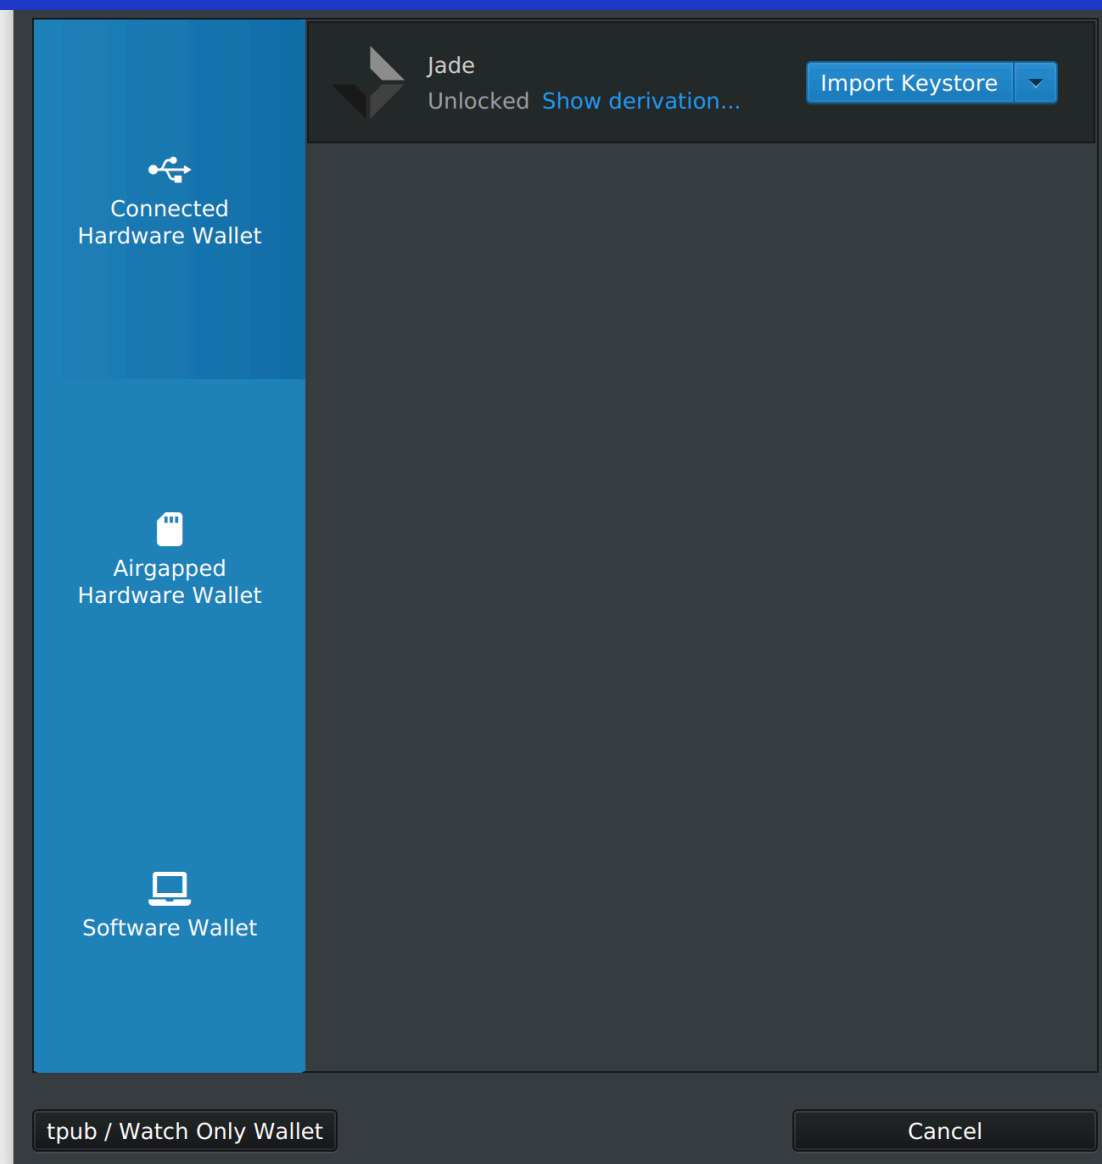 Jade
Unlocked Show derivation...
Import Keystore
Connected
Hardware Wallet
Airgapped
Hardware Wallet
Software Wallet
tpub / Watch Only Wallet
Cancel